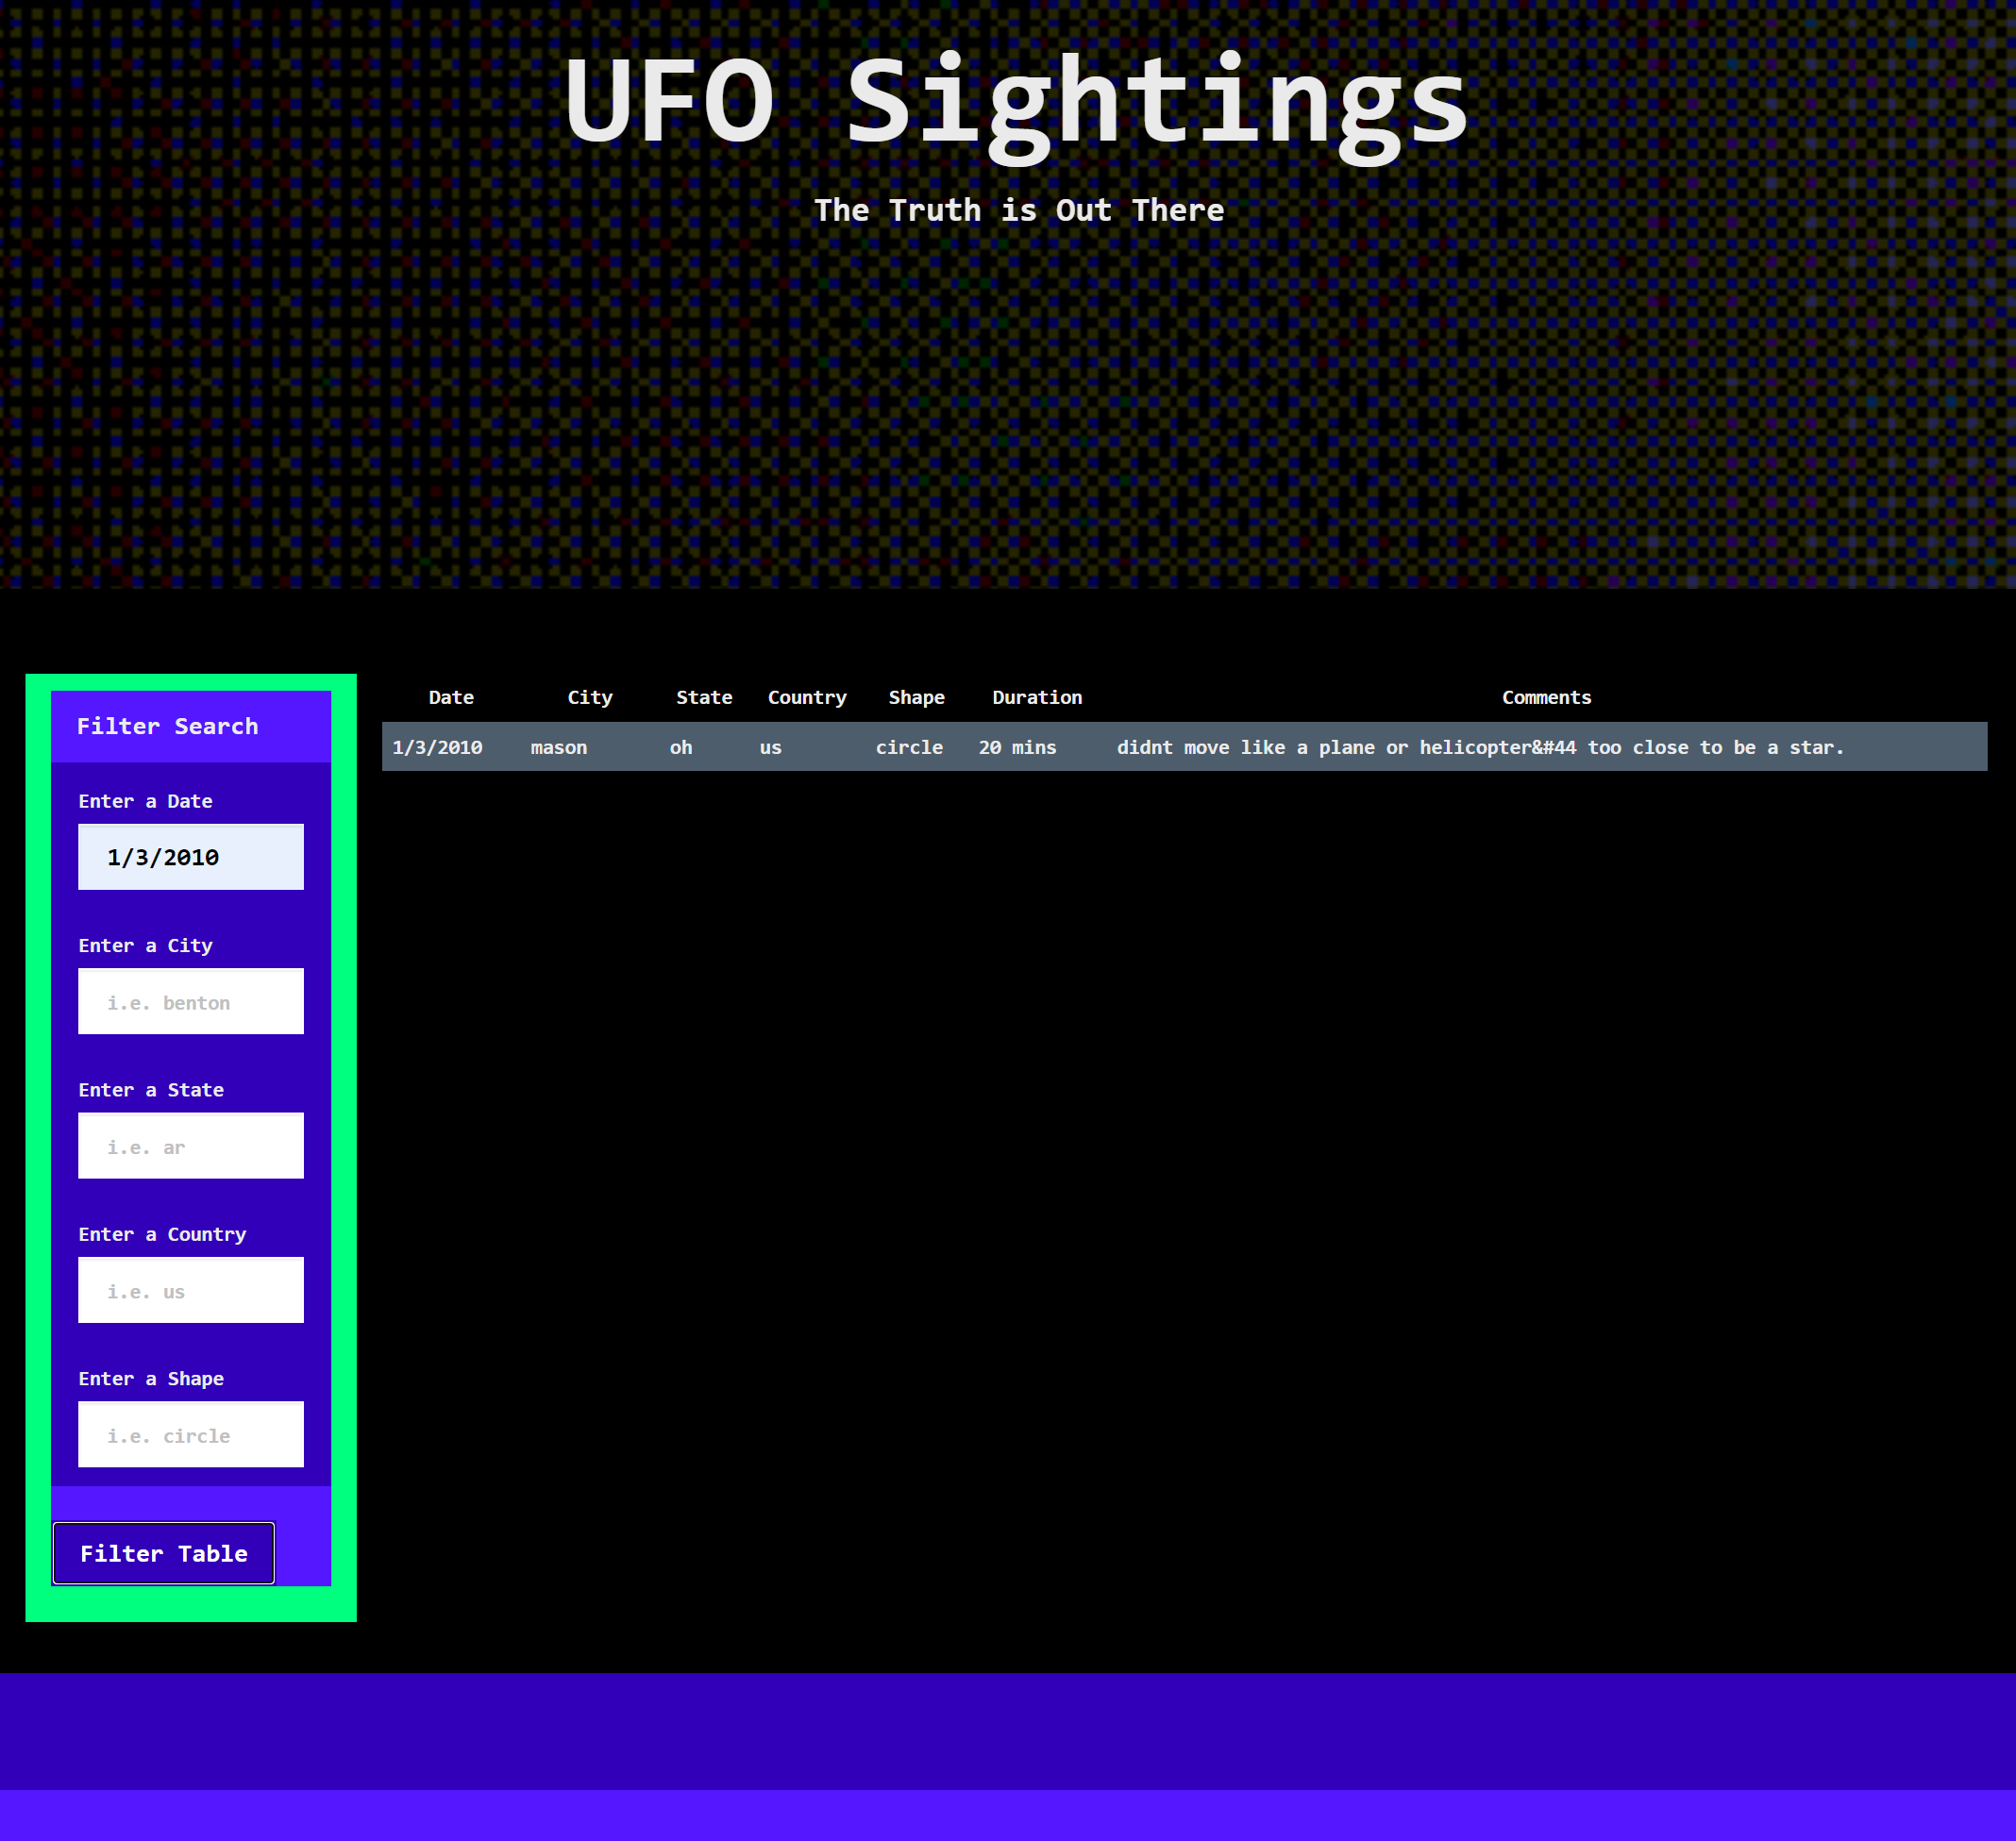 UFO Sightings
The Truth is Out There
Filter Search
Enter a Date
1/3/2010
Enter a City
i.e. benton
Enter a State
i.e. ar
Enter a Country
i.e. us
Enter a Shape
i.e. circle
Filter Table
Date City State Country Shape Duration Comments
1/3/2010 mason oh us circle 20 mins didnt move like a plane or helicopter&#44 too close to be a star.